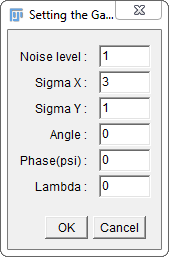 Setting the Ga...
Noise level : 1
Sigma X : 3
Sigma Y : 1
Angle : 0
Phase(psi) : 0
Lambda : 0
OK Cancel